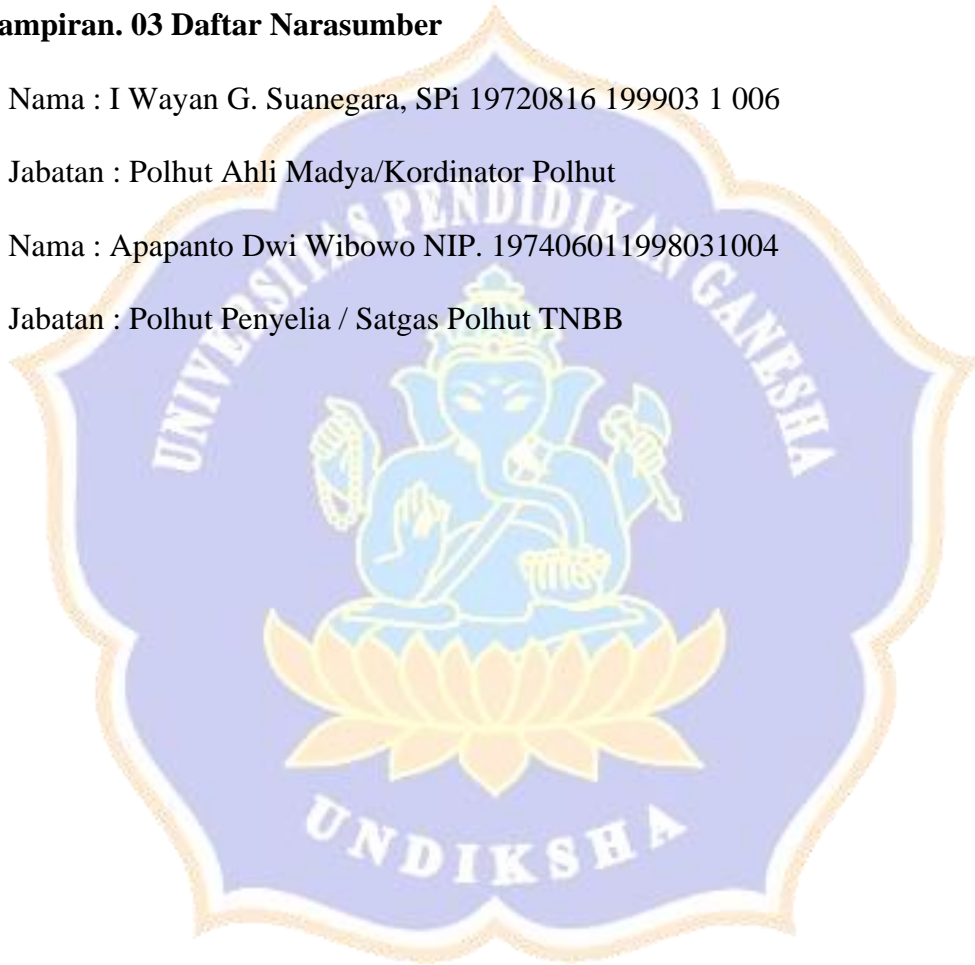 ampiran. 03 Daftar Narasumber
Nama : I Wayan G. Suanegara, SPi 19720816 199903 1 006
Jabatan : Polhut Ahli Madya/Kordinator Polhut
Nama : Apapanto Dwi Wibowo NIP. 197406011998031004
Jabatan : Polhut Penyelia / Satgas Polhut TNBB
UNIVERSITAS PENDIDIKAN GANESHA
UNDIKSHA